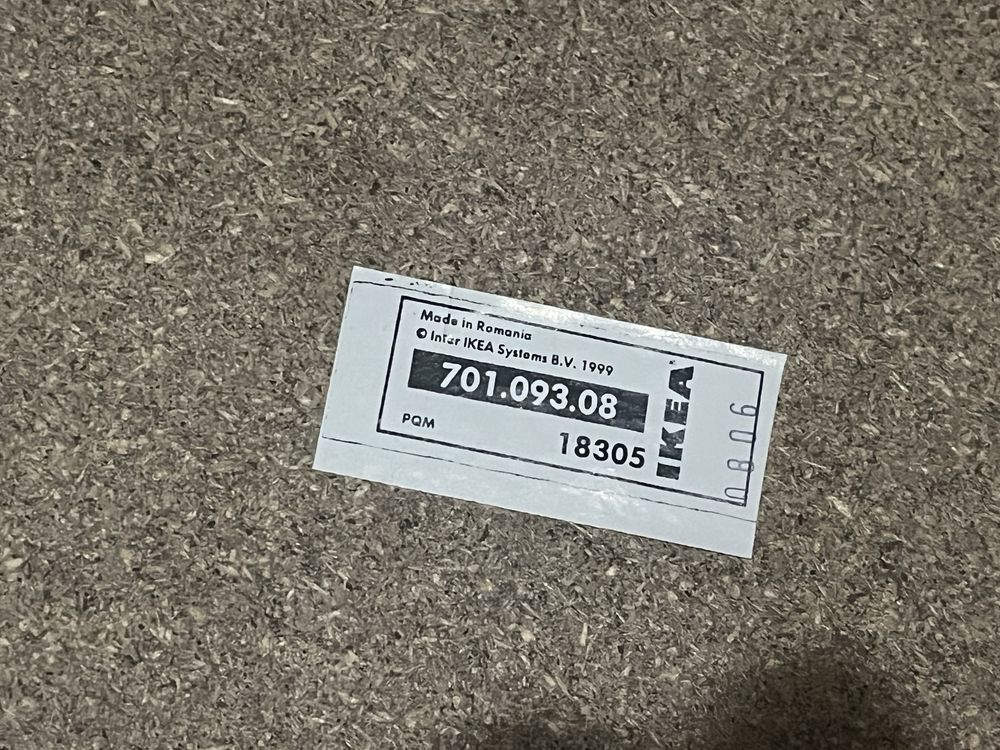 Made in Romania
© Inter IKEA Systems B.V. 1999
701.093.08
PQM
18305
IKEA
0806